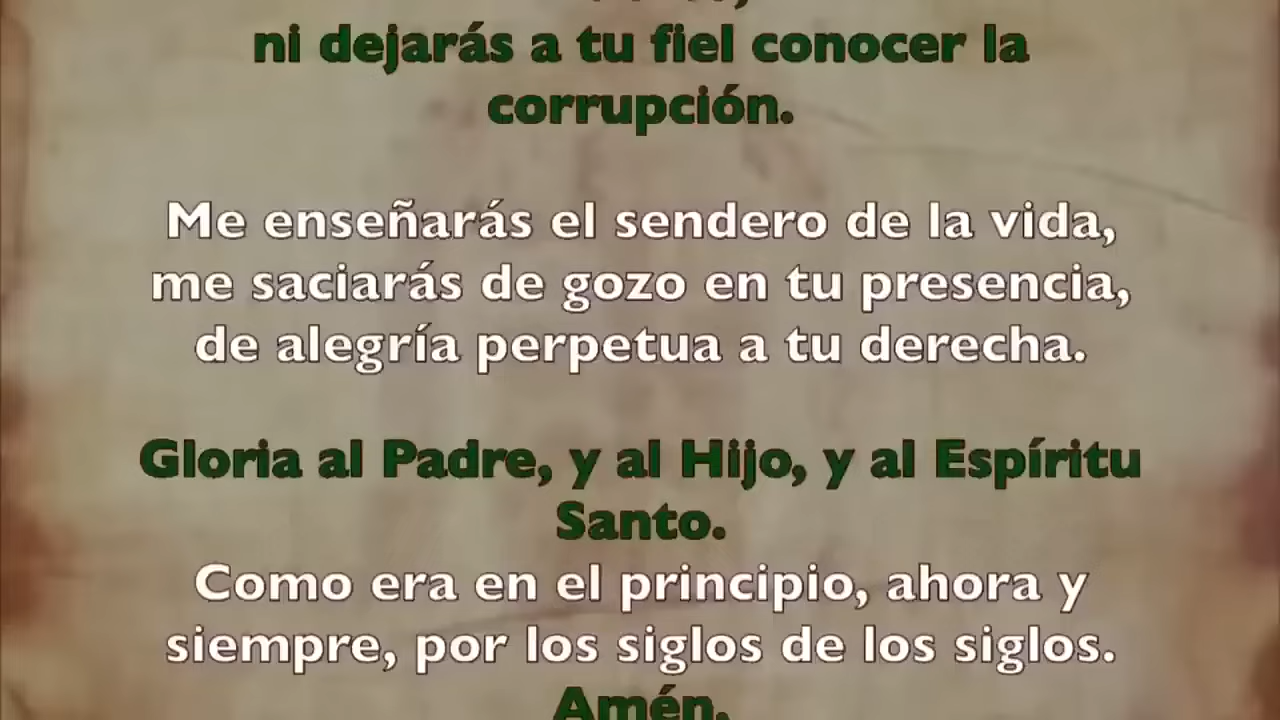 ni dejarás a tu fiel conocer la
corrupción.
Me enseñarás el sendero de la vida,
me saciarás de gozo en tu presencia,
de alegría perpetua a tu derecha.
Gloria al Padre, y al Hijo, y al Espíritu
Santo.
Como era en el principio, ahora y
siempre, por los siglos de los siglos.
Amén.